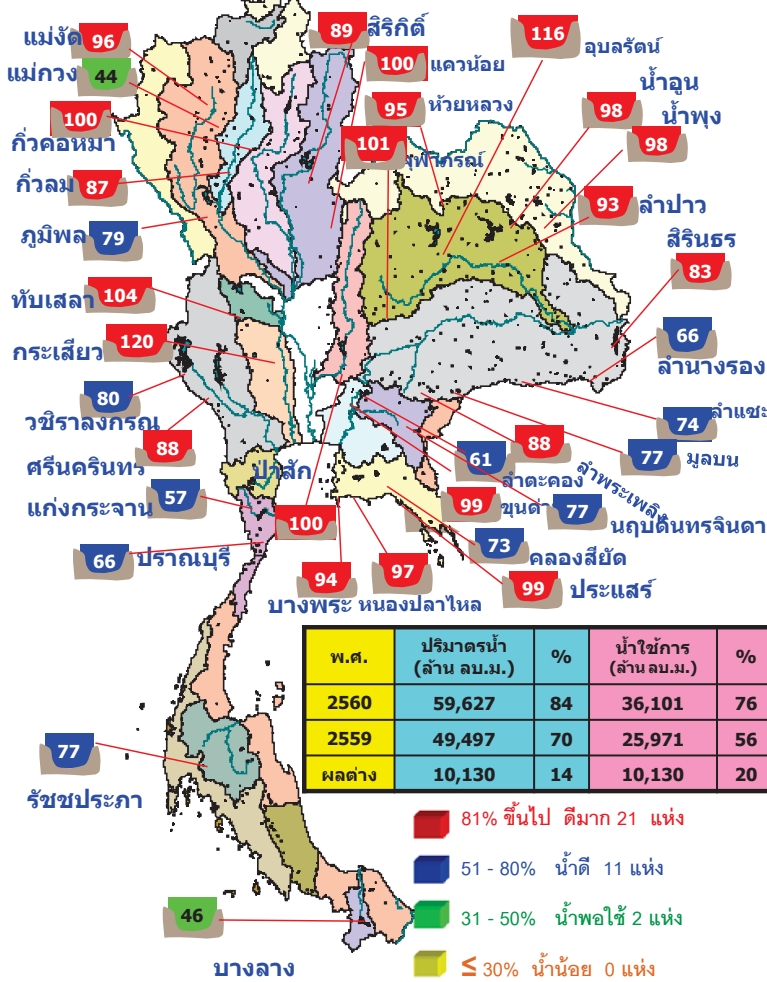 แม่งัด 96
89 สิริกิติ์
116 อุบลรัตน์
แม่กวง 44
100 แควน้อย
น้ำอูน
98
น้ำพุง
98
95 ห้วยหลวง
100
กิ่วคอหมา
101
จุฬาภรณ์
กิ่วลม 87
93 ลำปาว
ภูมิพล 79
สิรินธร
83
ทับเสลา 104
กระเสียว 120
66
ลำนางรอง
80
วชิราลงกรณ
74 ลำแชะ
88
ศรีนครินทร์
ป่าสัก
61
ลำตะคอง
88
77 มูลบน
ลำพระเพลิง
แก่งกระจาน 57
99
ขุนด่าน
77
นฤบดินทรจินดา
100
66 ปราณบุรี
73 คลองสียัด
94
บางพระ
97
หนองปลาไหล
99 ประแสร์
พ.ศ. ปริมาตรน้ำ (ล้าน ลบ.ม.) % น้ำใช้การ (ล้าน ลบ.ม.) %
2560 59,627 84 36,101 76
2559 49,497 70 25,971 56
ผลต่าง 10,130 14 10,130 20
77
รัชชประภา
81% ขึ้นไป ดีมาก 21 แห่ง
51 - 80% น้ำดี 11 แห่ง
31 - 50% น้ำพอใช้ 2 แห่ง
≤ 30% น้ำน้อย 0 แห่ง
46
บางลาง